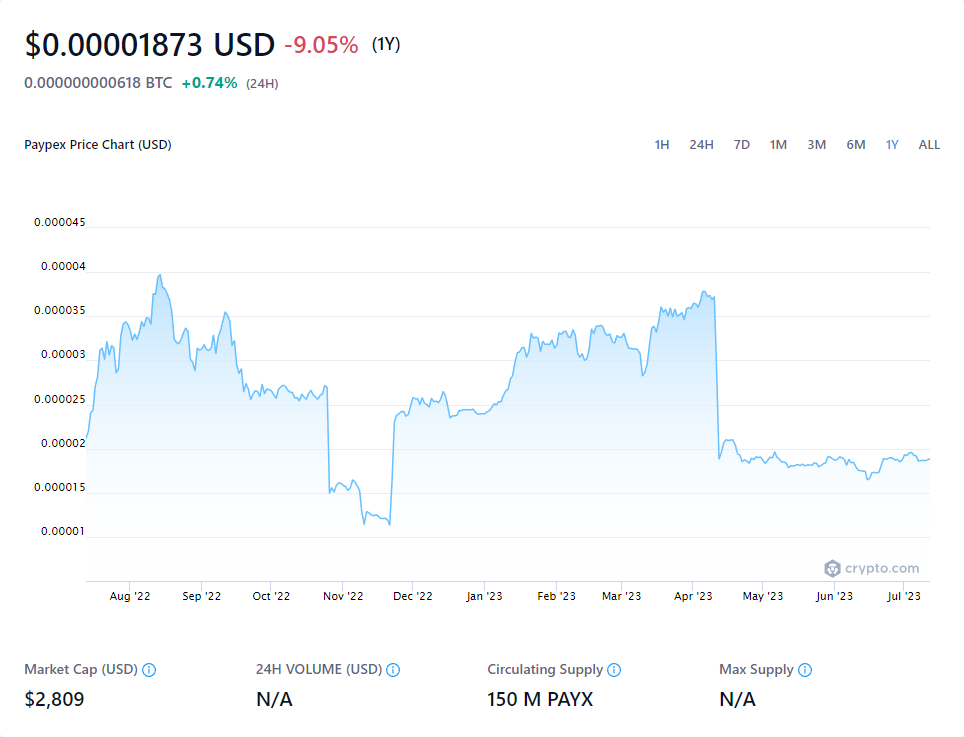 $0.00001873 USD -9.05% (1Y)
0.000000000618 BTC +0.74% (24H)
Paypex Price Chart (USD) 1H 24H 7D 1M 3M 6M 1Y ALL
0.000045
0.00004
0.000035
0.00003
0.000025
0.00002
0.000015
0.00001
crypto.com
Aug '22 Sep '22 Oct '22 Nov '22 Dec '22 Jan '23 Feb '23 Mar '23 Apr '23 May '23 Jun '23 Jul '23
Market Cap (USD) 24H VOLUME (USD) Circulating Supply Max Supply
$2,809 N/A 150 M PAYX N/A